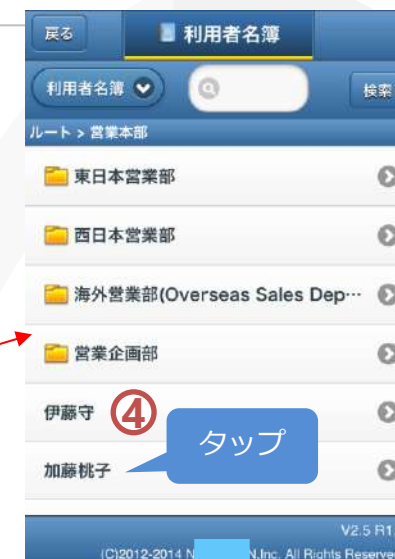 戻る 利用者名簿
利用者名簿 検索
ルート > 営業本部
東日本営業部
西日本営業部
海外営業部(Overseas Sales Dep…
営業企画部
伊藤守 ④
タップ
加藤桃子
V2.5 R1
(C)2012-2014 N N.Inc. All Rights Reserve